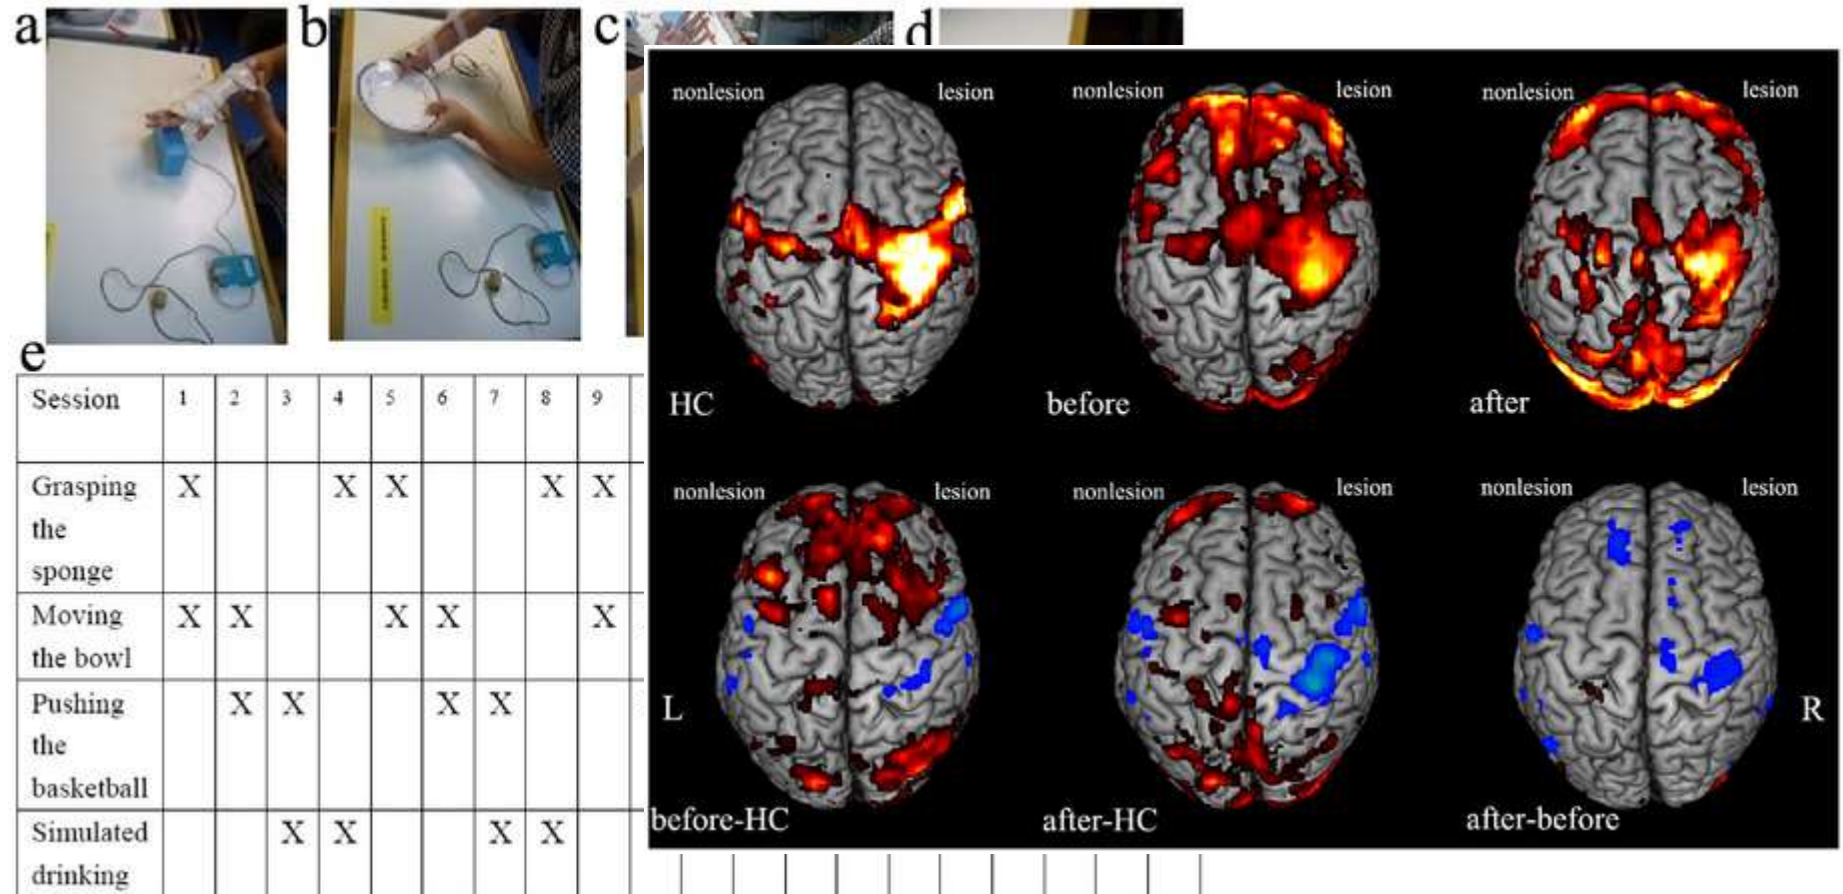 a
b
c
d
nonlesion lesion nonlesion lesion nonlesion lesion
HC before after
nonlesion lesion nonlesion lesion nonlesion lesion
L R
before-HC after-HC after-before
e
Session 1 2 3 4 5 6 7 8 9
Grasping X X X X X
the
sponge
Moving X X X X X
the bowl
Pushing X X X X
the
basketball
Simulated X X X X
drinking